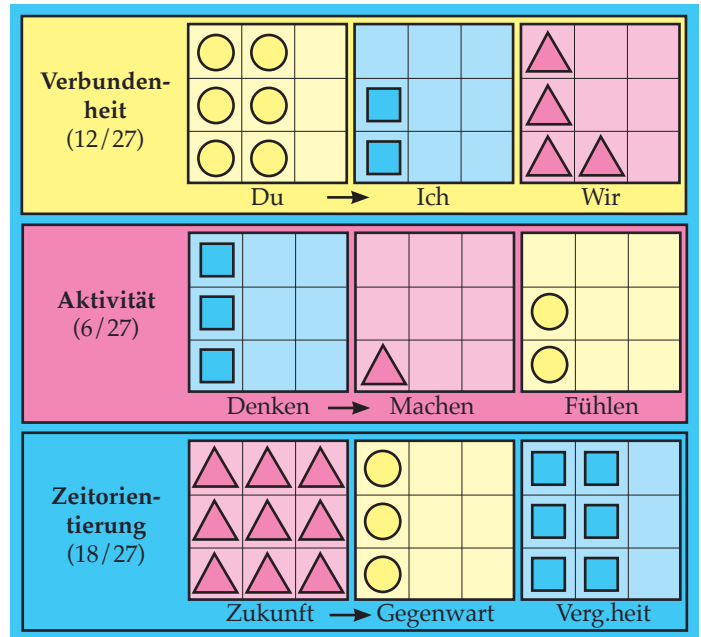 Verbunden-
heit
(12/27)
Du → Ich Wir
Aktivität
(6/27)
Denken → Machen Fühlen
Zeitorien-
tierung
(18/27)
Zukunft → Gegenwart Verg.heit